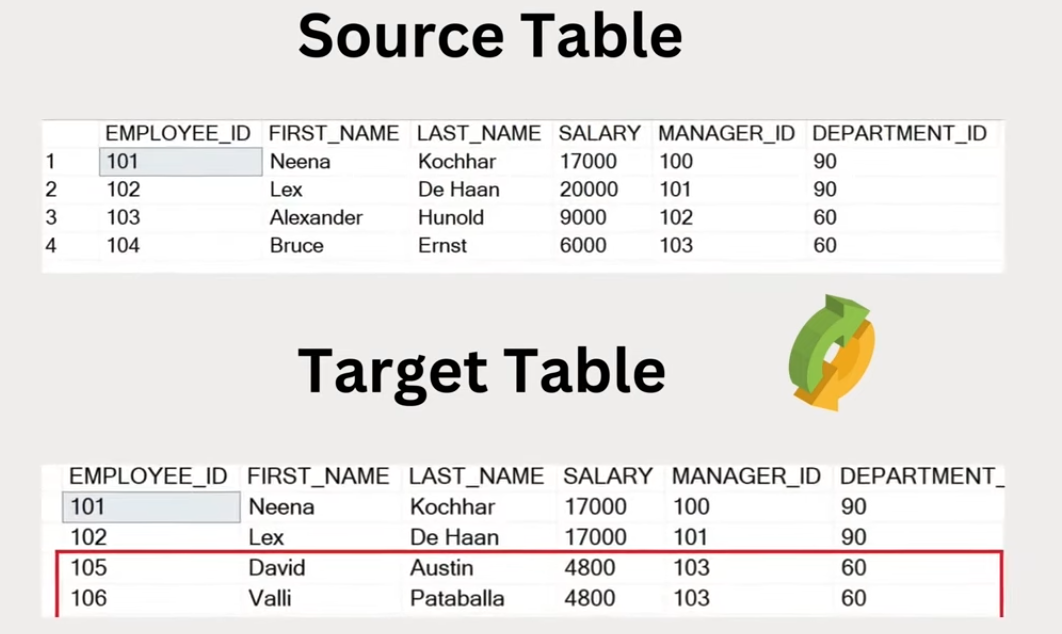 Source Table
EMPLOYEE_ID FIRST_NAME LAST_NAME SALARY MANAGER_ID DEPARTMENT_ID
1 101 Neena Kochhar 17000 100 90
2 102 Lex De Haan 20000 101 90
3 103 Alexander Hunold 9000 102 60
4 104 Bruce Ernst 6000 103 60
Target Table
EMPLOYEE_ID FIRST_NAME LAST_NAME SALARY MANAGER_ID DEPARTMENT_
101 Neena Kochhar 17000 100 90
102 Lex De Haan 17000 101 90
105 David Austin 4800 103 60
106 Valli Pataballa 4800 103 60